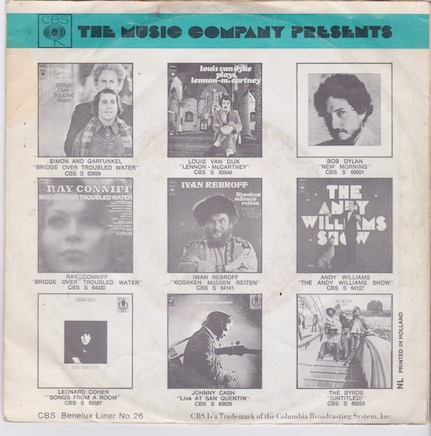 CBS
THE MUSIC COMPANY PRESENTS
Bridge
Over
Troubled
Water
louis van dyke
plays
lennon-m.cartney
SIMON AND GARFUNKEL
"BRIDGE OVER TROUBLED WATER"
CBS S 63699
LOUIS VAN DIJK
"LENNON - McCARTNEY"
CBS S 63946
BOB DYLAN
"NEW MORNING"
CBS S 69001
RAY CONNIFF
BRIDGE OVER TROUBLED WATER
IVAN REBROFF
Kosaken
müssen
reiten
THE
ANDY
WILLIAMS
SHOW
RAY CONNIFF
"BRIDGE OVER TROUBLED WATER"
CBS S 64020
IWAN REBROFF
"KOSAKEN MüSSEN REITEN"
CBS S 64141
ANDY WILLIAMS
"THE ANDY WILLIAMS SHOW"
CBS S 64127
LEONARD COHEN
"SONGS FROM A ROOM"
CBS S 63587
JOHNNY CASH
"Live AT SAN QUENTIN"
CBS S 63629
THE BYRDS
"(UNTITLED)"
CBS S 66253
NL PRINTED IN HOLLAND
CBS Benelux Liner No 26
CBS Is a Trademark of the Columbia Broadcasting System, Inc.